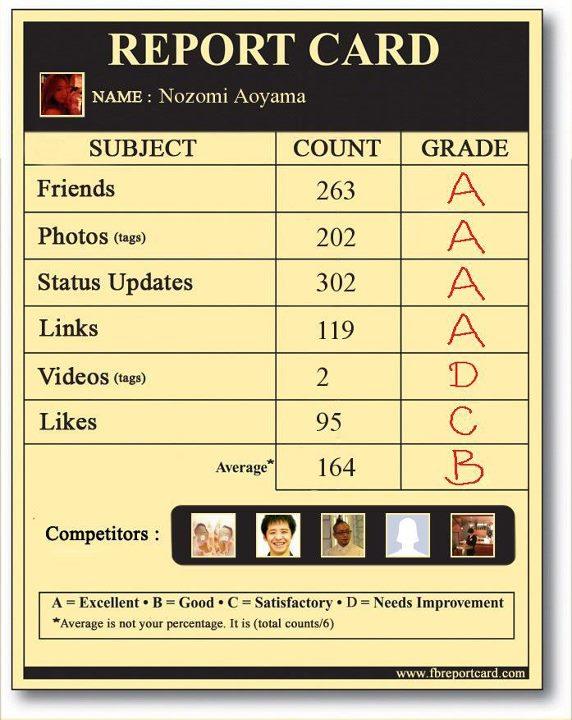 REPORT CARD
NAME : Nozomi Aoyama
SUBJECT COUNT GRADE
Friends 263 A
Photos (tags) 202 A
Status Updates 302 A
Links 119 A
Videos (tags) 2 D
Likes 95 C
Average* 164 B
Competitors :
A = Excellent • B = Good • C = Satisfactory • D = Needs Improvement
*Average is not your percentage. It is (total counts/6)
www.fbreportcard.com